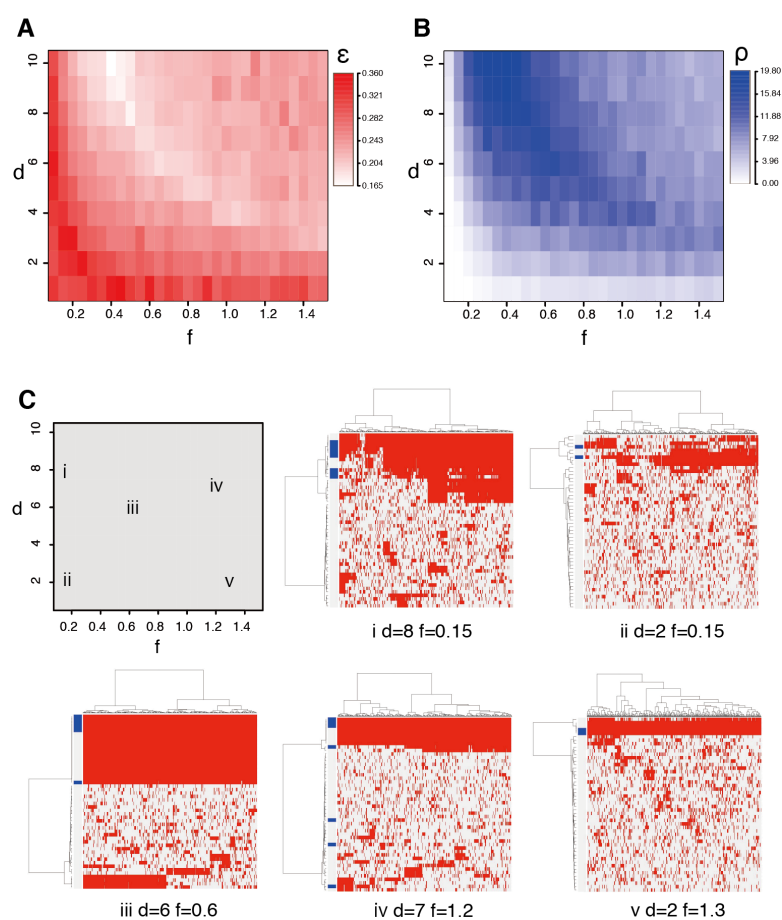 A
ε
10
8
6
4
2
d
0.2 0.4 0.6 0.8 1.0 1.2 1.4
f
0.360
0.321
0.282
0.243
0.204
0.165
B
ρ
10
8
6
4
2
d
0.2 0.4 0.6 0.8 1.0 1.2 1.4
f
19.80
15.84
11.88
7.92
3.96
0.00
C
10
8
6
4
2
d
i
iv
iii
ii
v
0.2 0.4 0.6 0.8 1.0 1.2 1.4
f
i d=8 f=0.15
ii d=2 f=0.15
iii d=6 f=0.6
iv d=7 f=1.2
v d=2 f=1.3